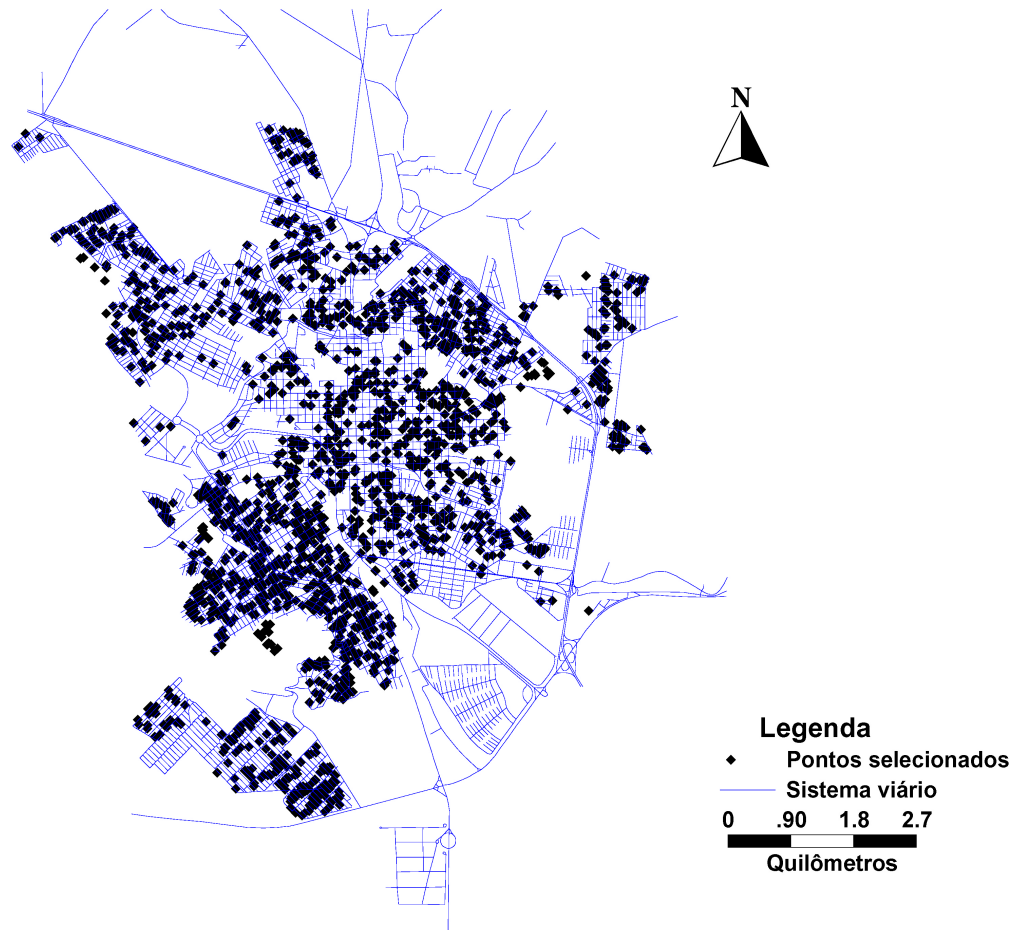 N
Legenda
Pontos selecionados
Sistema viário
0 .90 1.8 2.7
Quilômetros